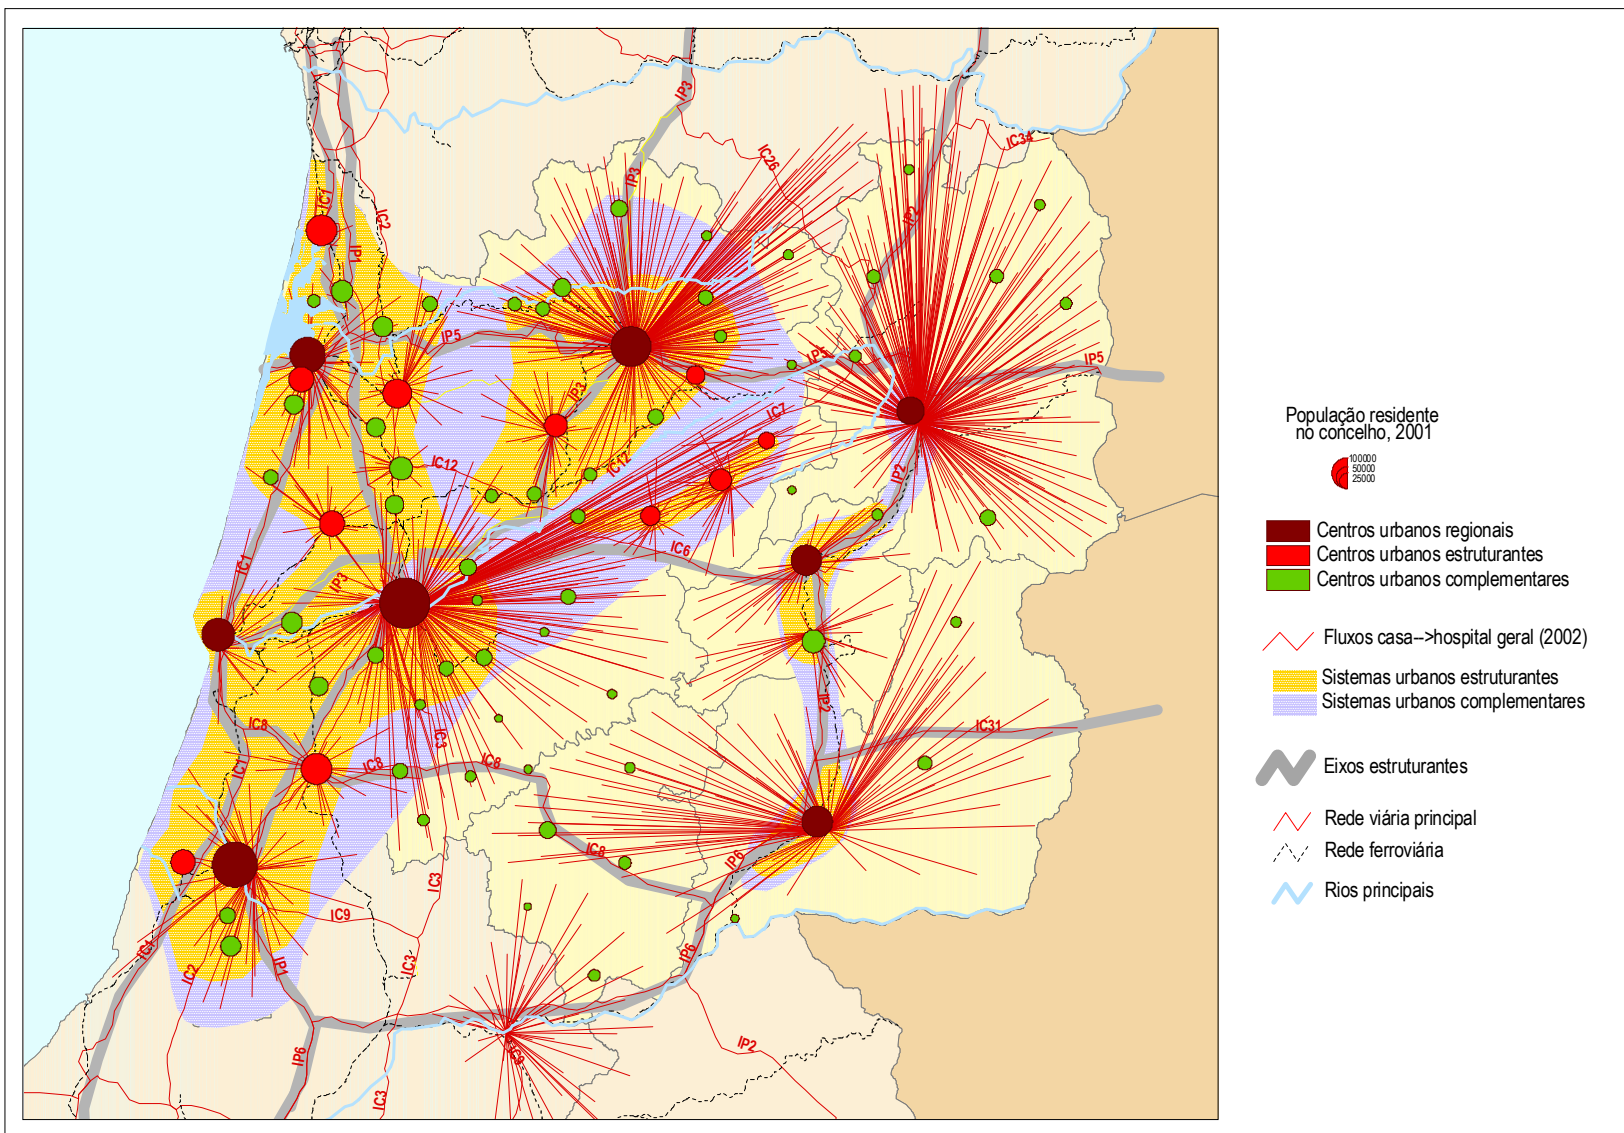 IP3
IC34
IC26
IP3
IC1
IC2
IP2
IP1
IP5
IP5
IP5
IP3
IC7
IC12
IC12
IP2
IC1
IC6
IP3
IP2
IC8
IC3
IC31
IC1
IC8
IC8
IC8
IP6
IC3
IC9
IC1
IC2
IP1
IC3
IP6
IP6
IC9
IP2
IC3
População residente
no concelho, 2001
100000
50000
25000
Centros urbanos regionais
Centros urbanos estruturantes
Centros urbanos complementares
Fluxos casa-->hospital geral (2002)
Sistemas urbanos estruturantes
Sistemas urbanos complementares
Eixos estruturantes
Rede viária principal
Rede ferroviária
Rios principais